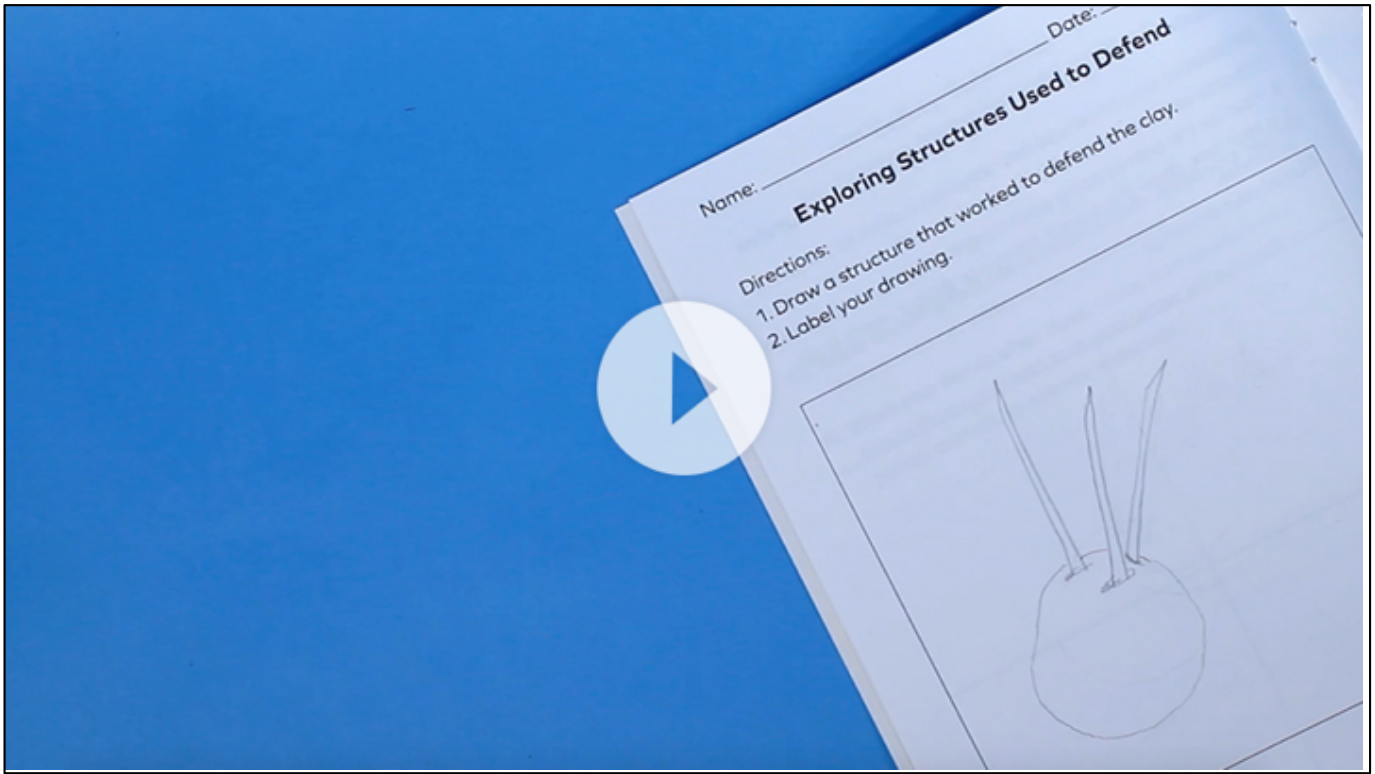 Name: Date:
Exploring Structures Used to Defend
Directions:
1. Draw a structure that worked to defend the clay.
2. Label your drawing.